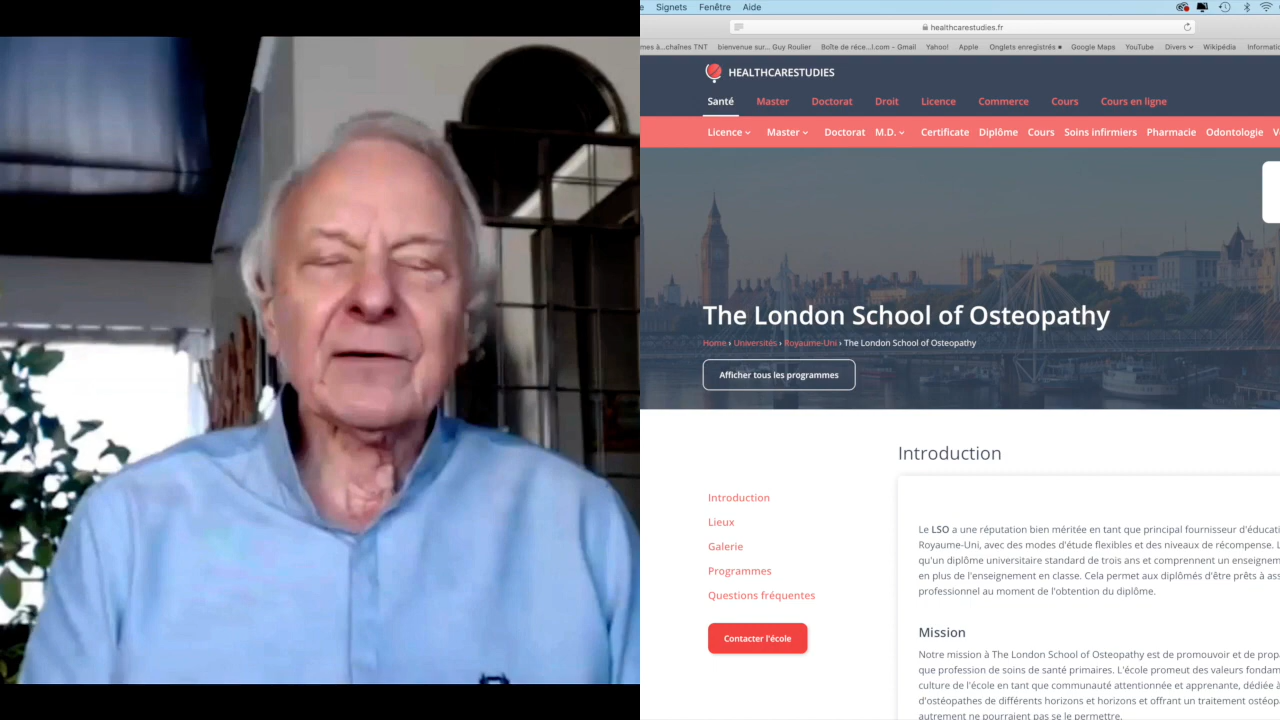 Signets Fenêtre Aide
healthcarestudies.fr
mes à...chaînes TNT bienvenue sur... Guy Roulier Boîte de réce...l.com – Gmail Yahoo! Apple Onglets enregistrés Google Maps YouTube Divers Wikipédia Informati
HEALTHCARESTUDIES
Santé Master Doctorat Droit Licence Commerce Cours Cours en ligne
Licence Master Doctorat M.D. Certificate Diplôme Cours Soins infirmiers Pharmacie Odontologie
The London School of Osteopathy
Home › Universités › Royaume-Uni › The London School of Osteopathy
Afficher tous les programmes
Introduction
Introduction
Lieux
Galerie
Programmes
Questions fréquentes
Contacter l'école
Le LSO a une réputation bien méritée en tant que principal fournisseur d'éducati
Royaume-Uni, avec des modes d'étude flexibles et des niveaux de récompense. L
qu'un diplôme universitaire standard de trois ans et comprennent un enseignem
en plus de l'enseignement en classe. Cela permet aux diplômés d'être prêts à ass
professionnel au moment de l'obtention du diplôme.
Mission
Notre mission à The London School of Osteopathy est de promouvoir et de propa
que profession de soins de santé primaires. L'école promeut des valeurs fondam
culture de l'école en tant que communauté attentionnée et apprenante, dédiée à
d'ostéopathes de différents horizons et horizons et offrant un traitement ostéop
autrement ne pourraient pas se le permettre.